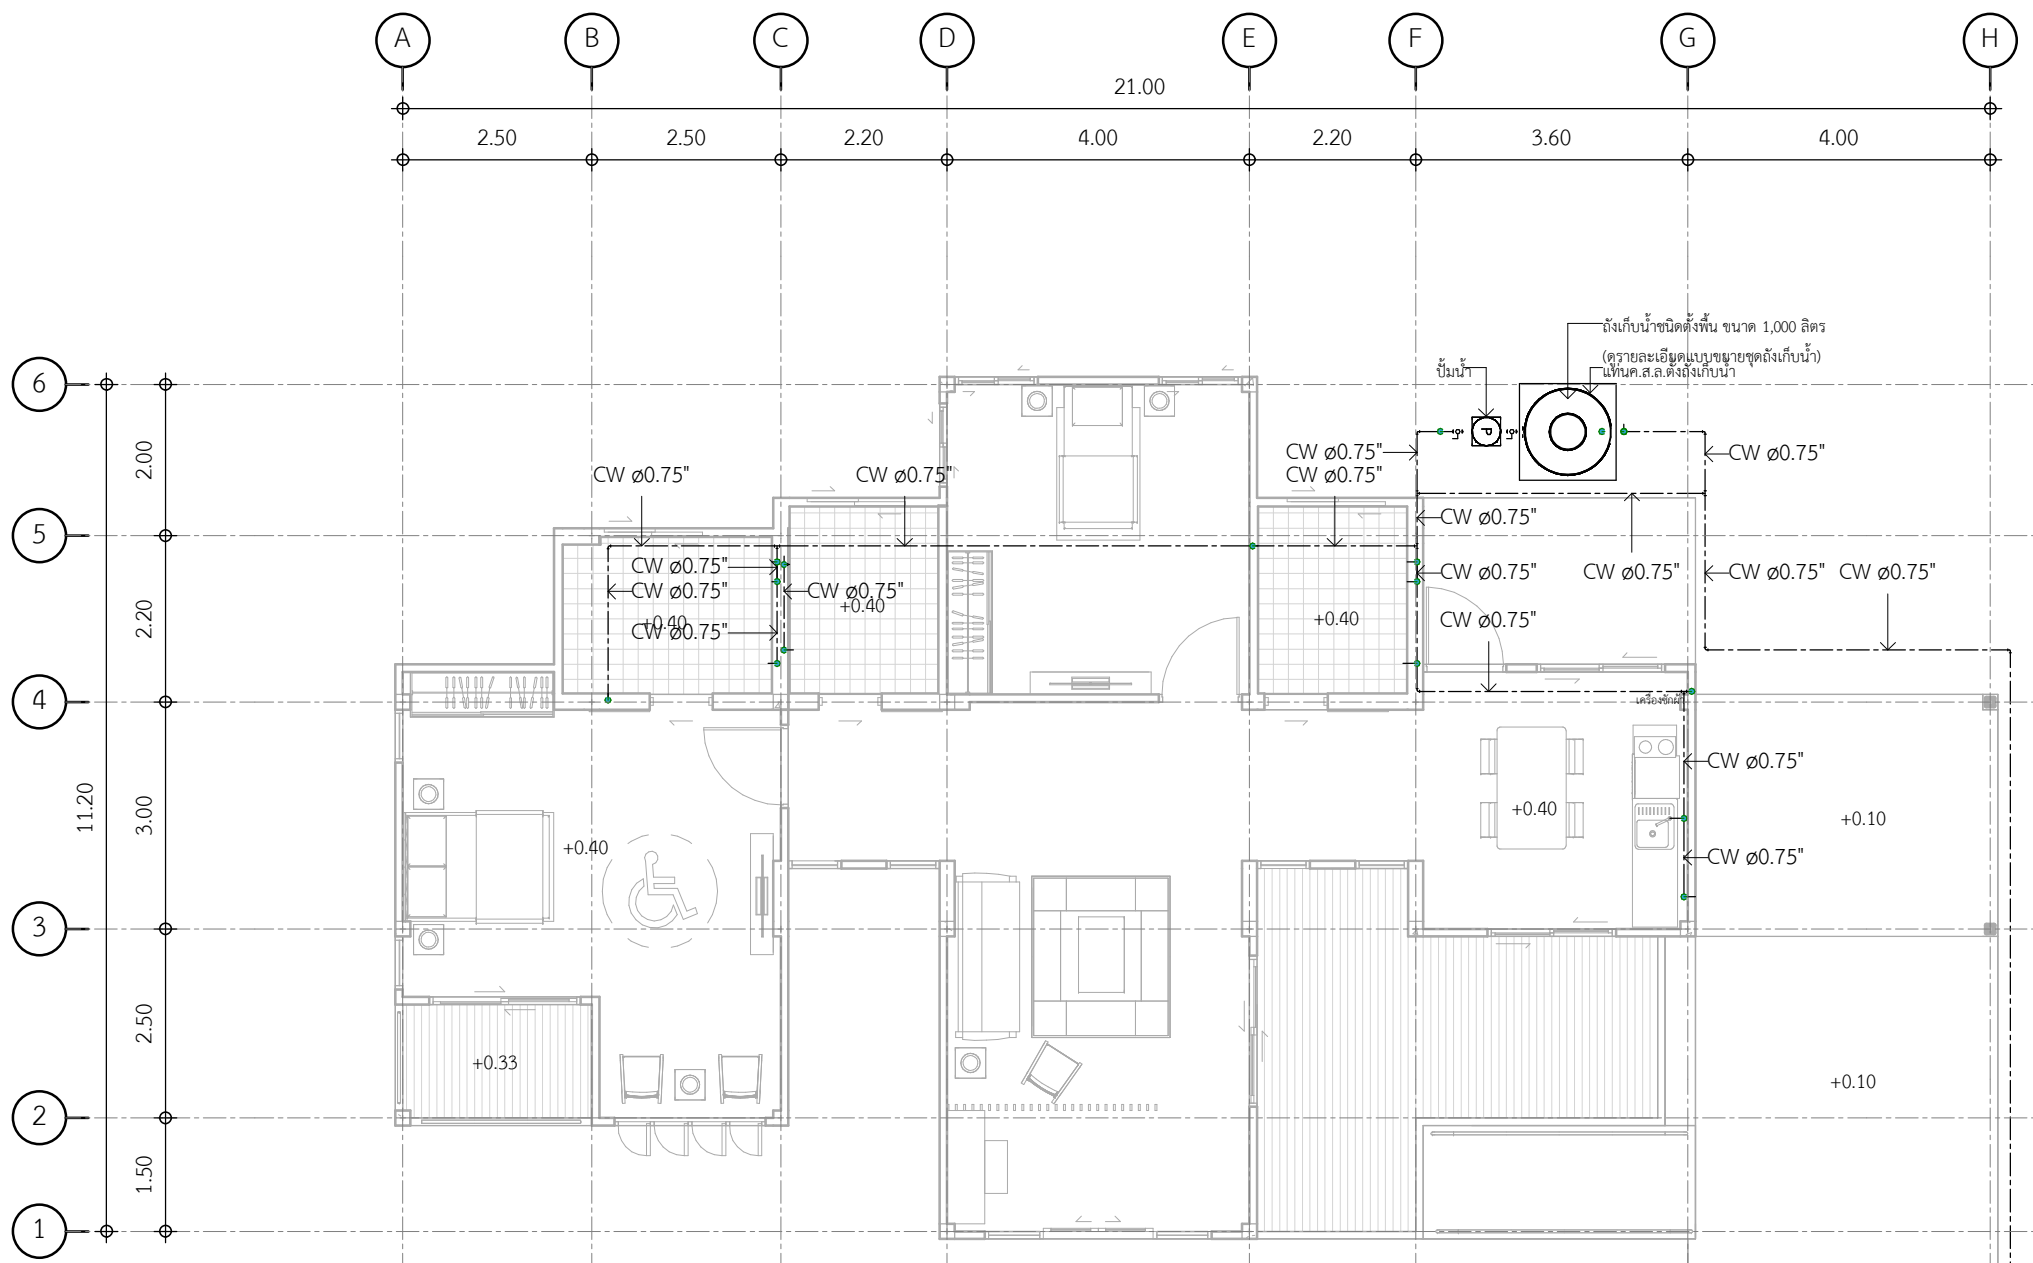 A B C D E F G H
21.00
2.50 2.50 2.20 4.00 2.20 3.60 4.00
ถังเก็บน้ำชนิดตั้งพื้น ขนาด 1,000 ลิตร
(ดูรายละเอียดแบบขยายชุดถังเก็บน้ำ)
ปั๊มน้ำ แท่นค.ส.ล.ตั้งถังเก็บน้ำ
6
P
2.00 CW ø0.75" CW ø0.75"
CW ø0.75" CW ø0.75" CW ø0.75"
CW ø0.75"
5
CW ø0.75" CW ø0.75" CW ø0.75" CW ø0.75" CW ø0.75"
CW ø0.75" CW ø0.75"
+0.40
2.20 +0.40 +0.40 CW ø0.75"
CW ø0.75"
4
เครื่องซักผ้า
CW ø0.75"
11.20 3.00 +0.40 +0.10
+0.40 CW ø0.75"
3
2.50
+0.33 +0.10
2
1.50
1